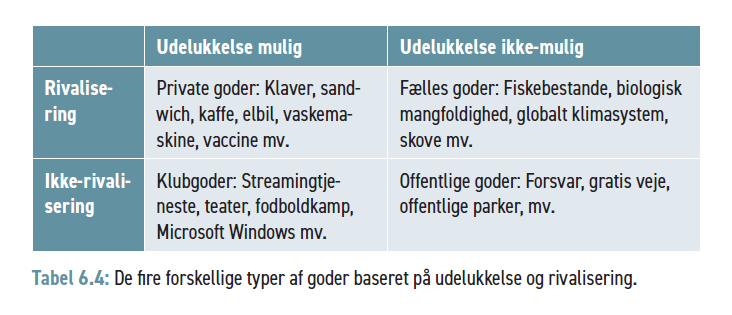 Udelukkelse mulig
Udelukkelse ikke-mulig
Rivalise-
ring
Private goder: Klaver, sand-
wich, kaffe, elbil, vaskema-
skine, vaccine mv.
Fælles goder: Fiskebestande, biologisk
mangfoldighed, globalt klimasystem,
skove mv.
Ikke-rivali-
sering
Klubgoder: Streamingtje-
neste, teater, fodboldkamp,
Microsoft Windows mv.
Offentlige goder: Forsvar, gratis veje,
offentlige parker, mv.
Tabel 6.4: De fire forskellige typer af goder baseret på udelukkelse og rivalisering.